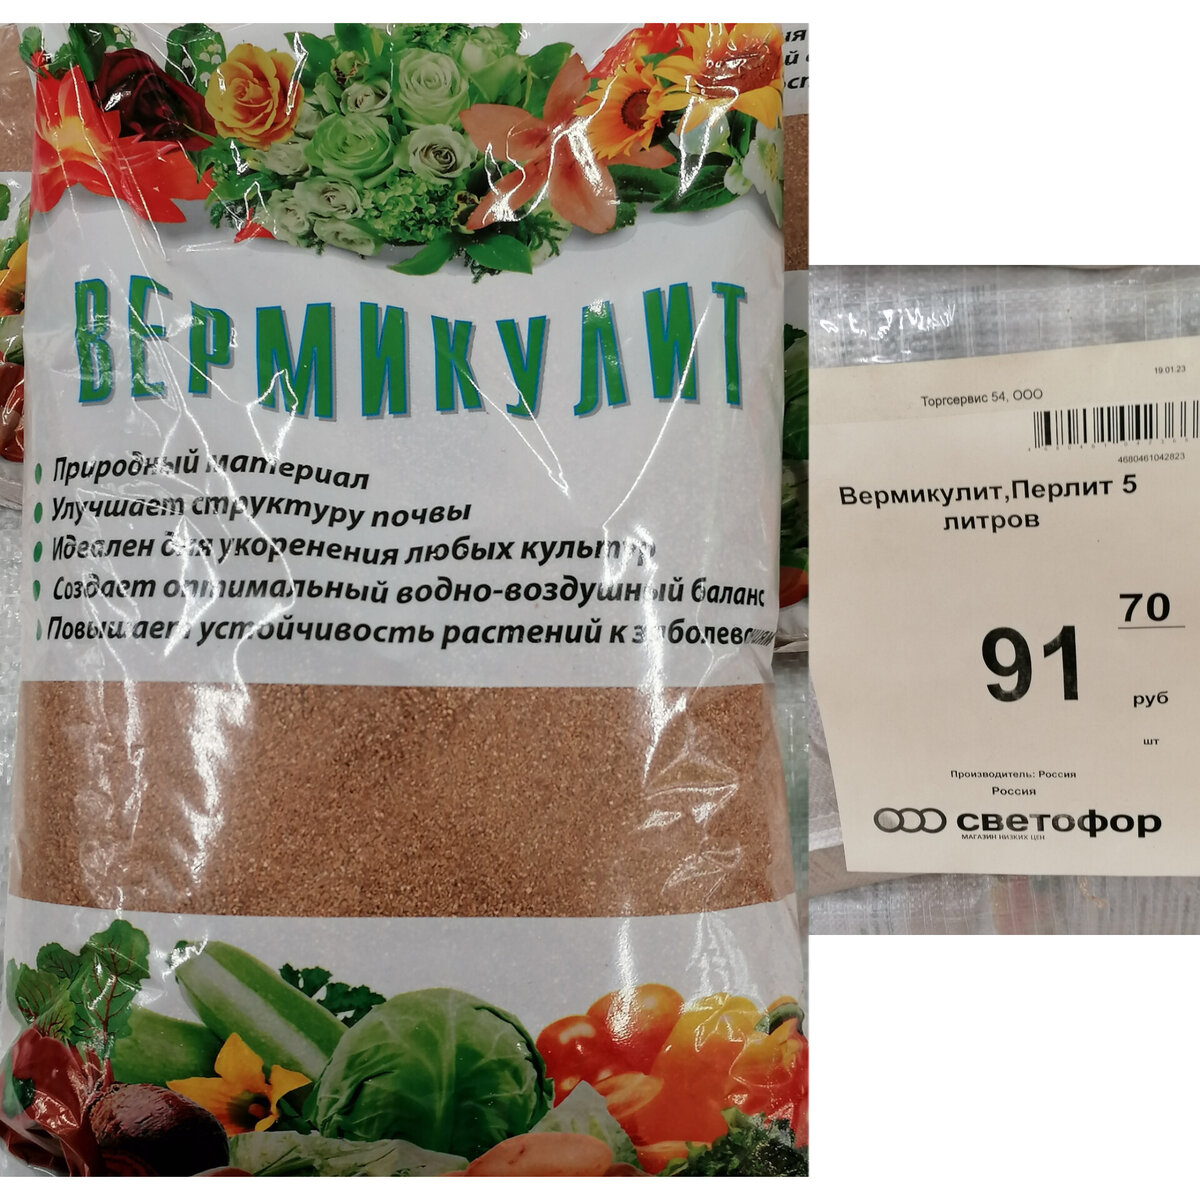 ВЕРМИКУЛИТ
Природный материал
Улучшает структуру почвы
Идеален для укоренения любых культур
Создает оптимальный водно-воздушный баланс
Повышает устойчивость растений к заболеваниям
19.01.23
Торгсервис 54, ООО
4680461042823
Вермикулит,Перлит 5
литров
91 70
руб
шт
Производитель: Россия
Россия
светофор
МАГАЗИН НИЗКИХ ЦЕН